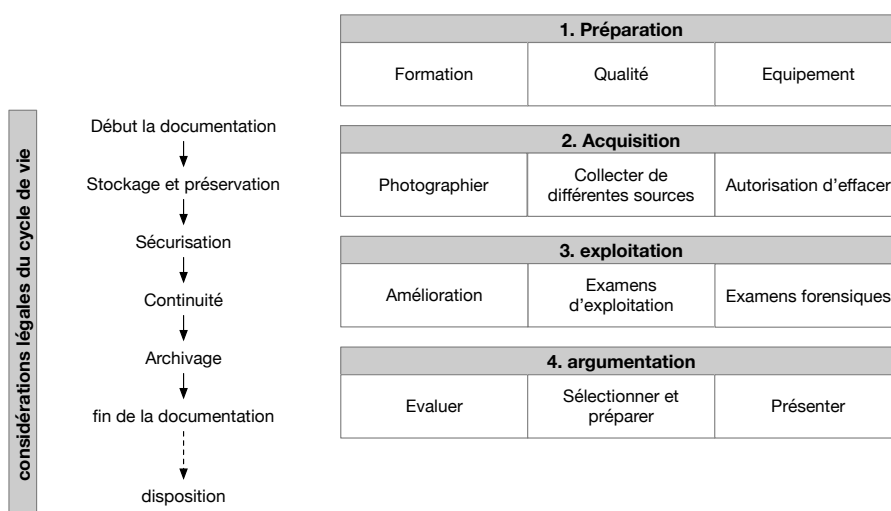 considérations légales du cycle de vie
Début la documentation
Stockage et préservation
Sécurisation
Continuité
Archivage
fin de la documentation
disposition
1. Préparation
Formation
Qualité
Equipement
2. Acquisition
Photographier
Collecter de
différentes sources
Autorisation d'effacer
3. exploitation
Amélioration
Examens
d'exploitation
Examens forensiques
4. argumentation
Evaluer
Sélectionner et
préparer
Présenter